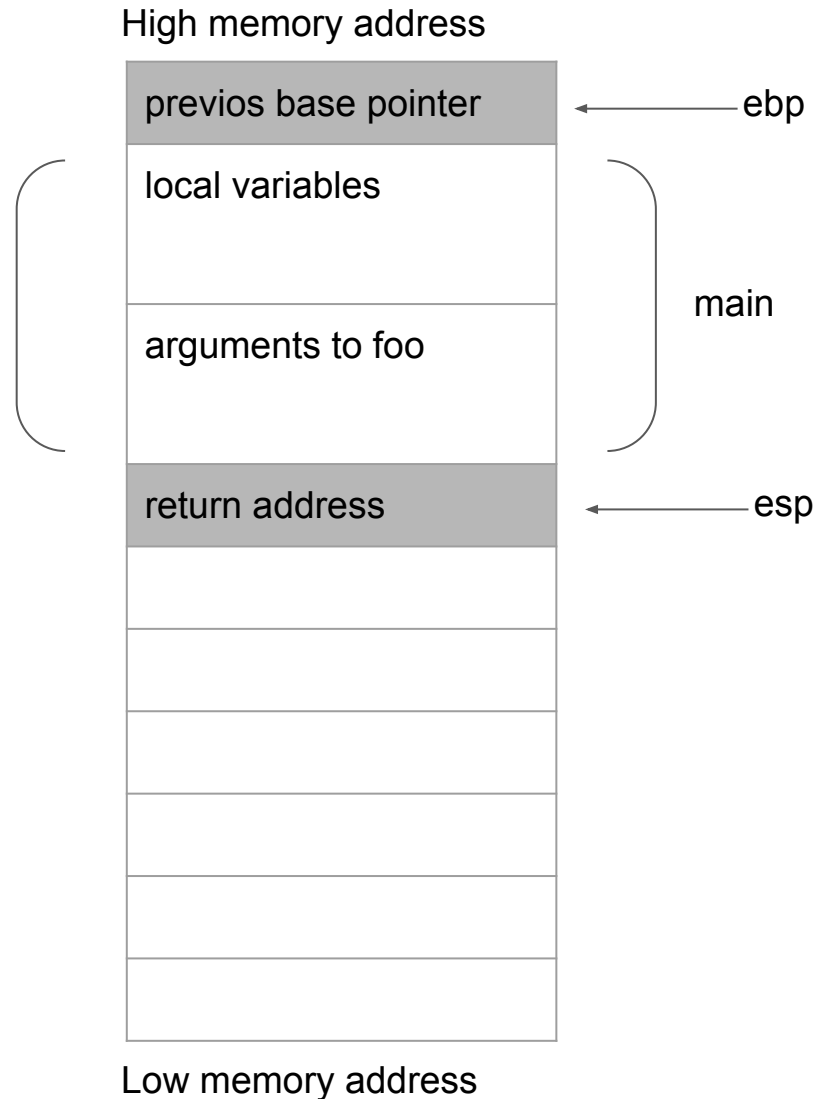 High memory address
previos base pointer
ebp
local variables
main
arguments to foo
return address
esp
Low memory address